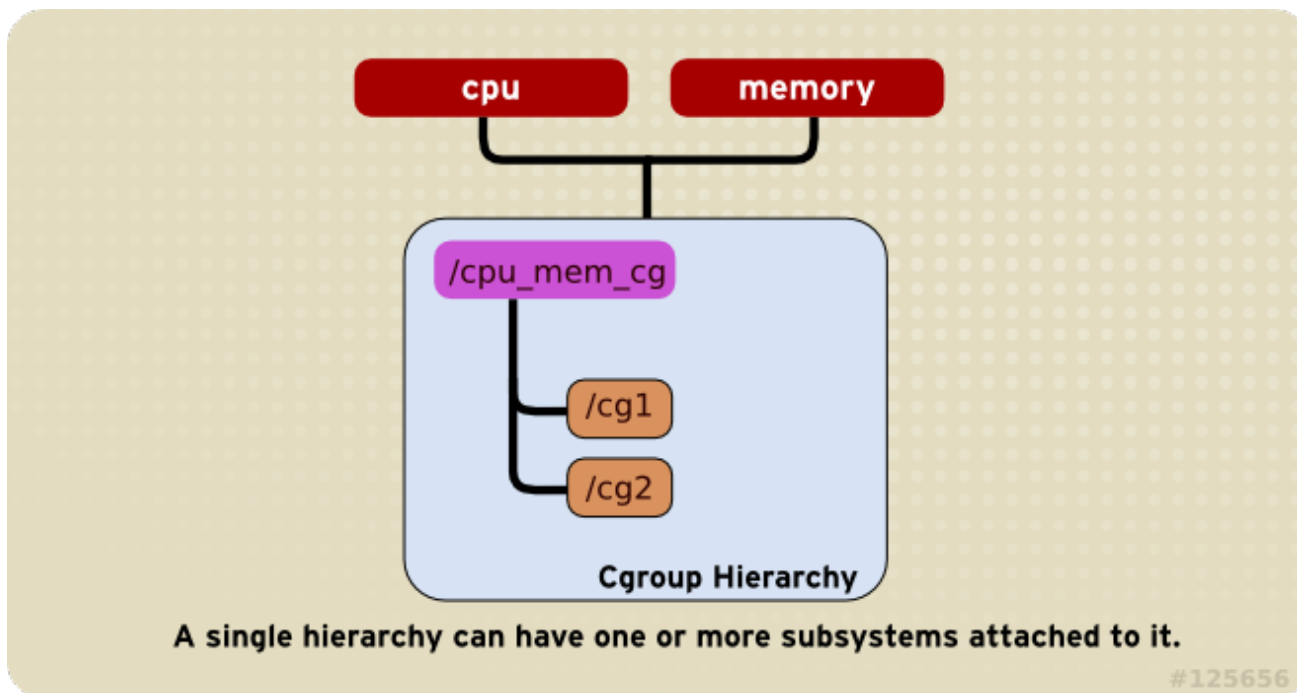 cpu
memory
/cpu_mem_cg
/cg1
/cg2
Cgroup Hierarchy
A single hierarchy can have one or more subsystems attached to it.
#125656